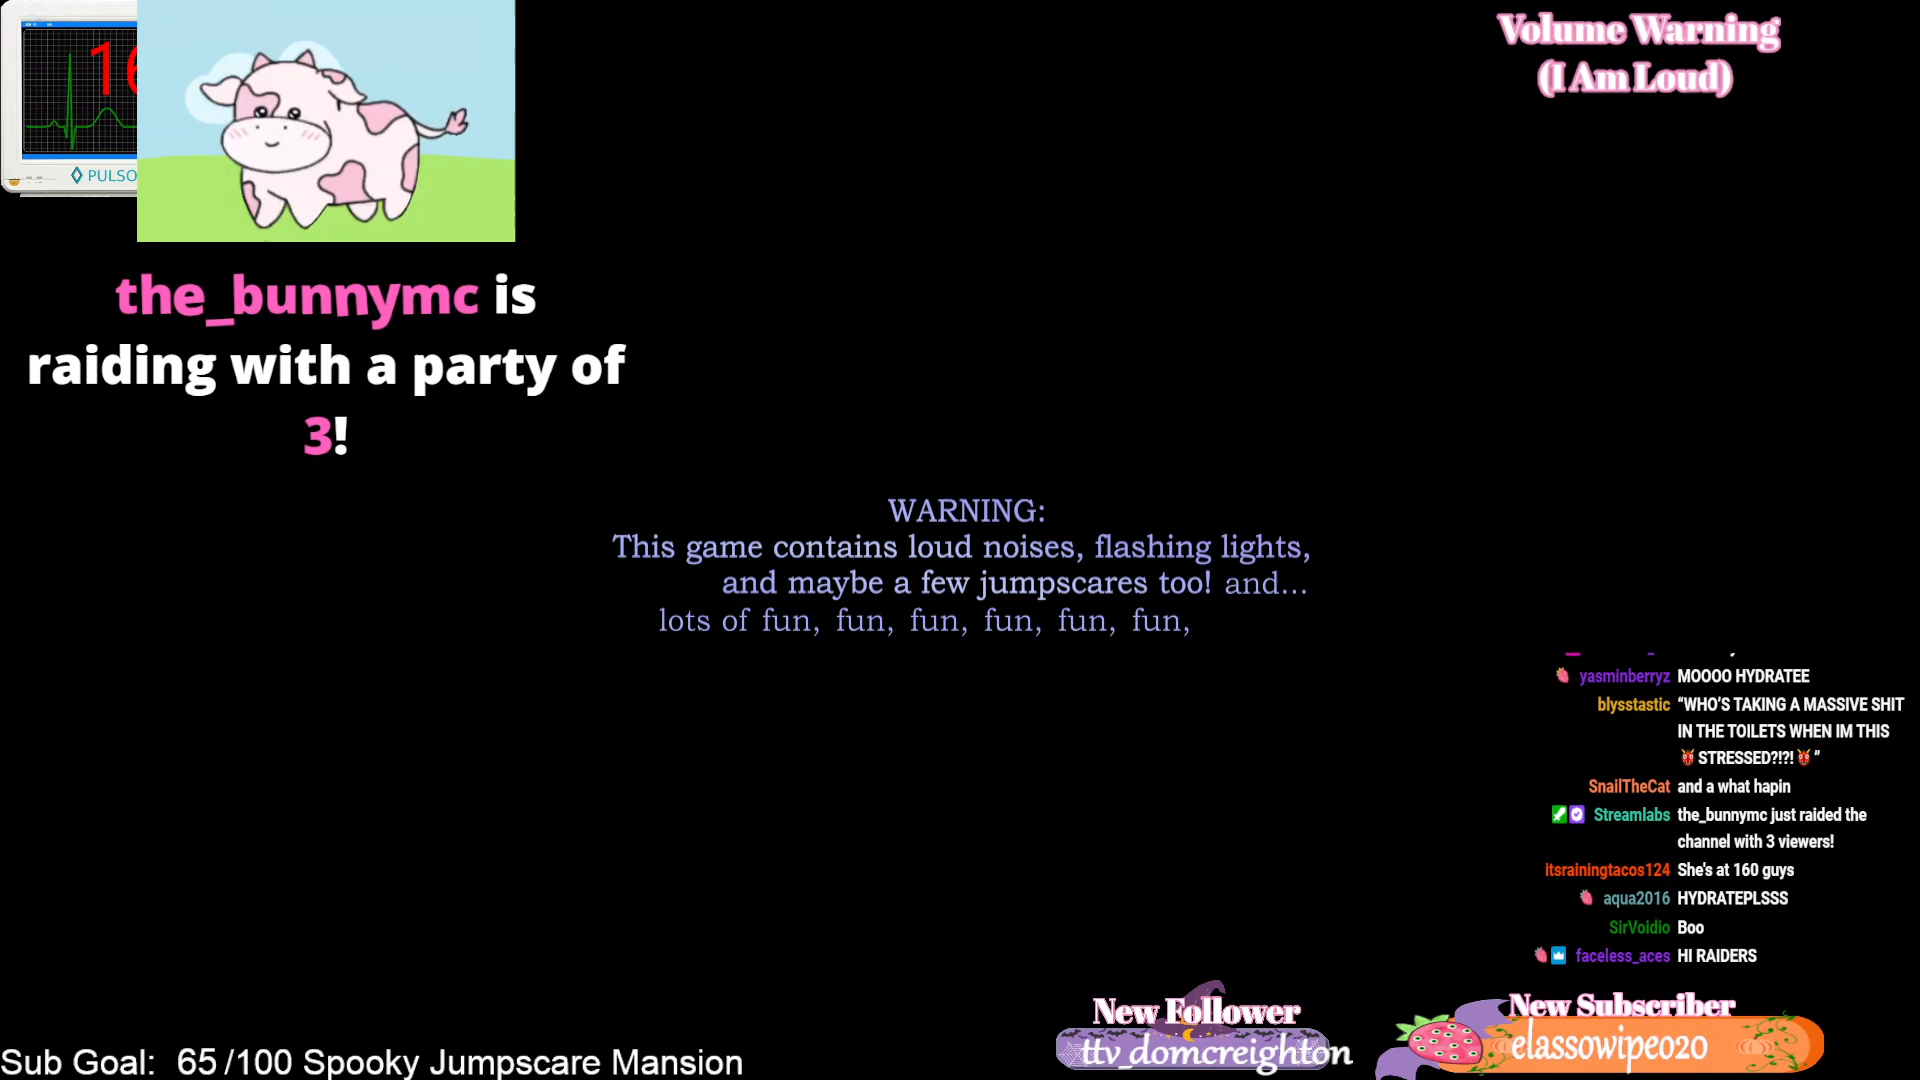 Volume Warning
(I Am Loud)
PULSO
the_bunnymc is
raiding with a party of
3!
WARNING:
This game contains loud noises, flashing lights,
and maybe a few jumpscares too! and...
lots of fun, fun, fun, fun, fun, fun,
yasminberryz MOOOO HYDRATEE
blysstastic “WHO’S TAKING A MASSIVE SHIT
IN THE TOILETS WHEN IM THIS
👹STRESSED?!?!👹”
SnailTheCat and a what hapin
Streamlabs the_bunnymc just raided the
channel with 3 viewers!
itsrainingtacos124 She's at 160 guys
aqua2016 HYDRATEPLSSS
SirVoidio Boo
faceless_aces HI RAIDERS
New Follower
ttv_domcreighton
New Subscriber
elassowipe020
Sub Goal: 65 /100 Spooky Jumpscare Mansion